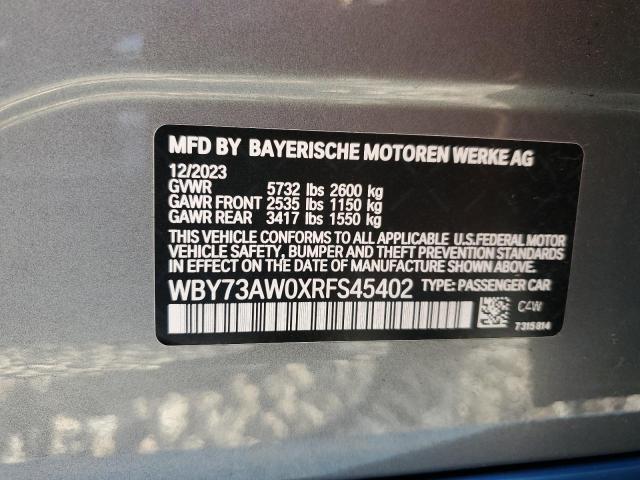 MFD BY BAYERISCHE MOTOREN WERKE AG
12/2023
GVWR 5732 lbs 2600 kg
GAWR FRONT 2535 lbs 1150 kg
GAWR REAR 3417 lbs 1550 kg
THIS VEHICLE CONFORMS TO ALL APPLICABLE U.S.FEDERAL MOTOR
VEHICLE SAFETY, BUMPER, AND THEFT PREVENTION STANDARDS
IN EFFECT ON THE DATE OF MANUFACTURE SHOWN ABOVE.
WBY73AW0XRFS45402 TYPE: PASSENGER CAR
C4W
7315814